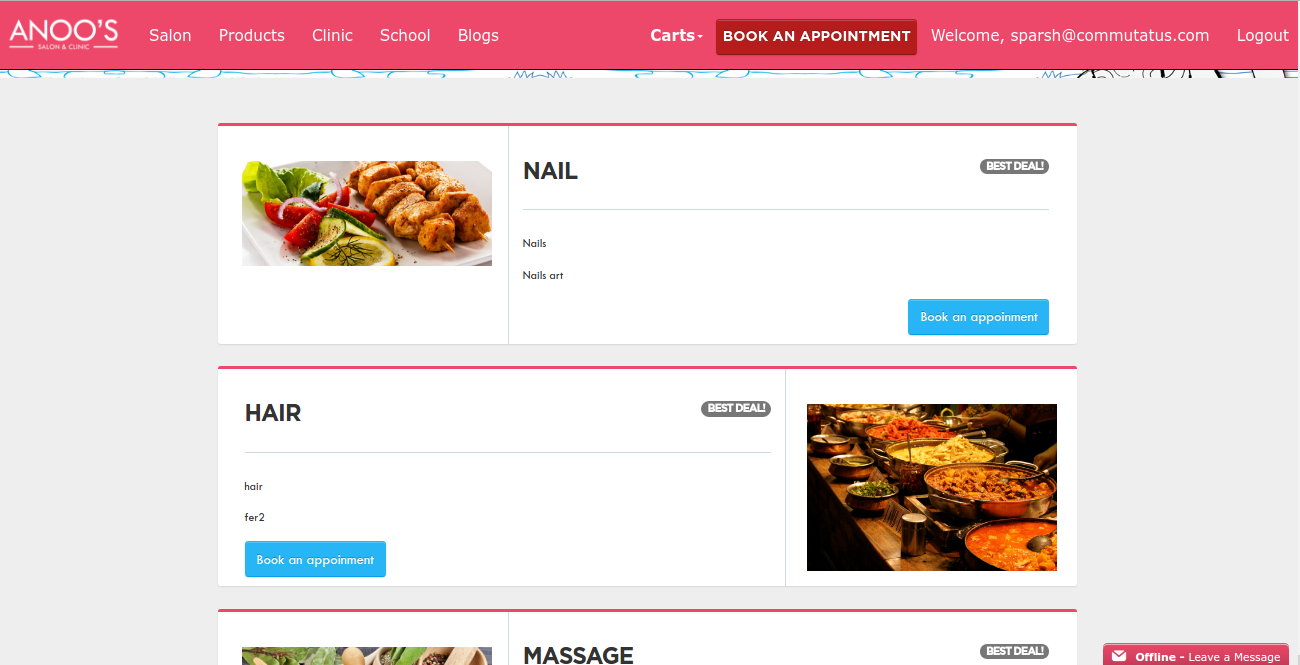 ANOO'S
SALON & CLINIC
Salon Products Clinic School Blogs Carts BOOK AN APPOINTMENT Welcome, sparsh@commutatus.com Logout
NAIL BEST DEAL!
Nails
Nails art
Book an appoinment
HAIR BEST DEAL!
hair
fer2
Book an appoinment
MASSAGE BEST DEAL!
Offline - Leave a Message